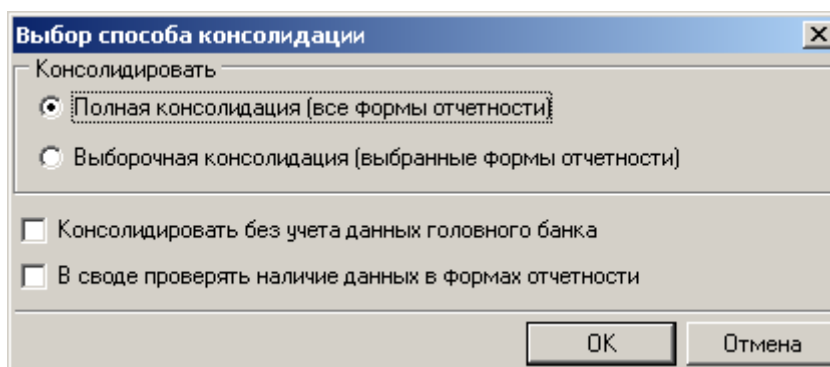 Выбор способа консолидации
Консолидировать
Полная консолидация (все формы отчетности)
Выборочная консолидация (выбранные формы отчетности)
Консолидировать без учета данных головного банка
В своде проверять наличие данных в формах отчетности
OK Отмена